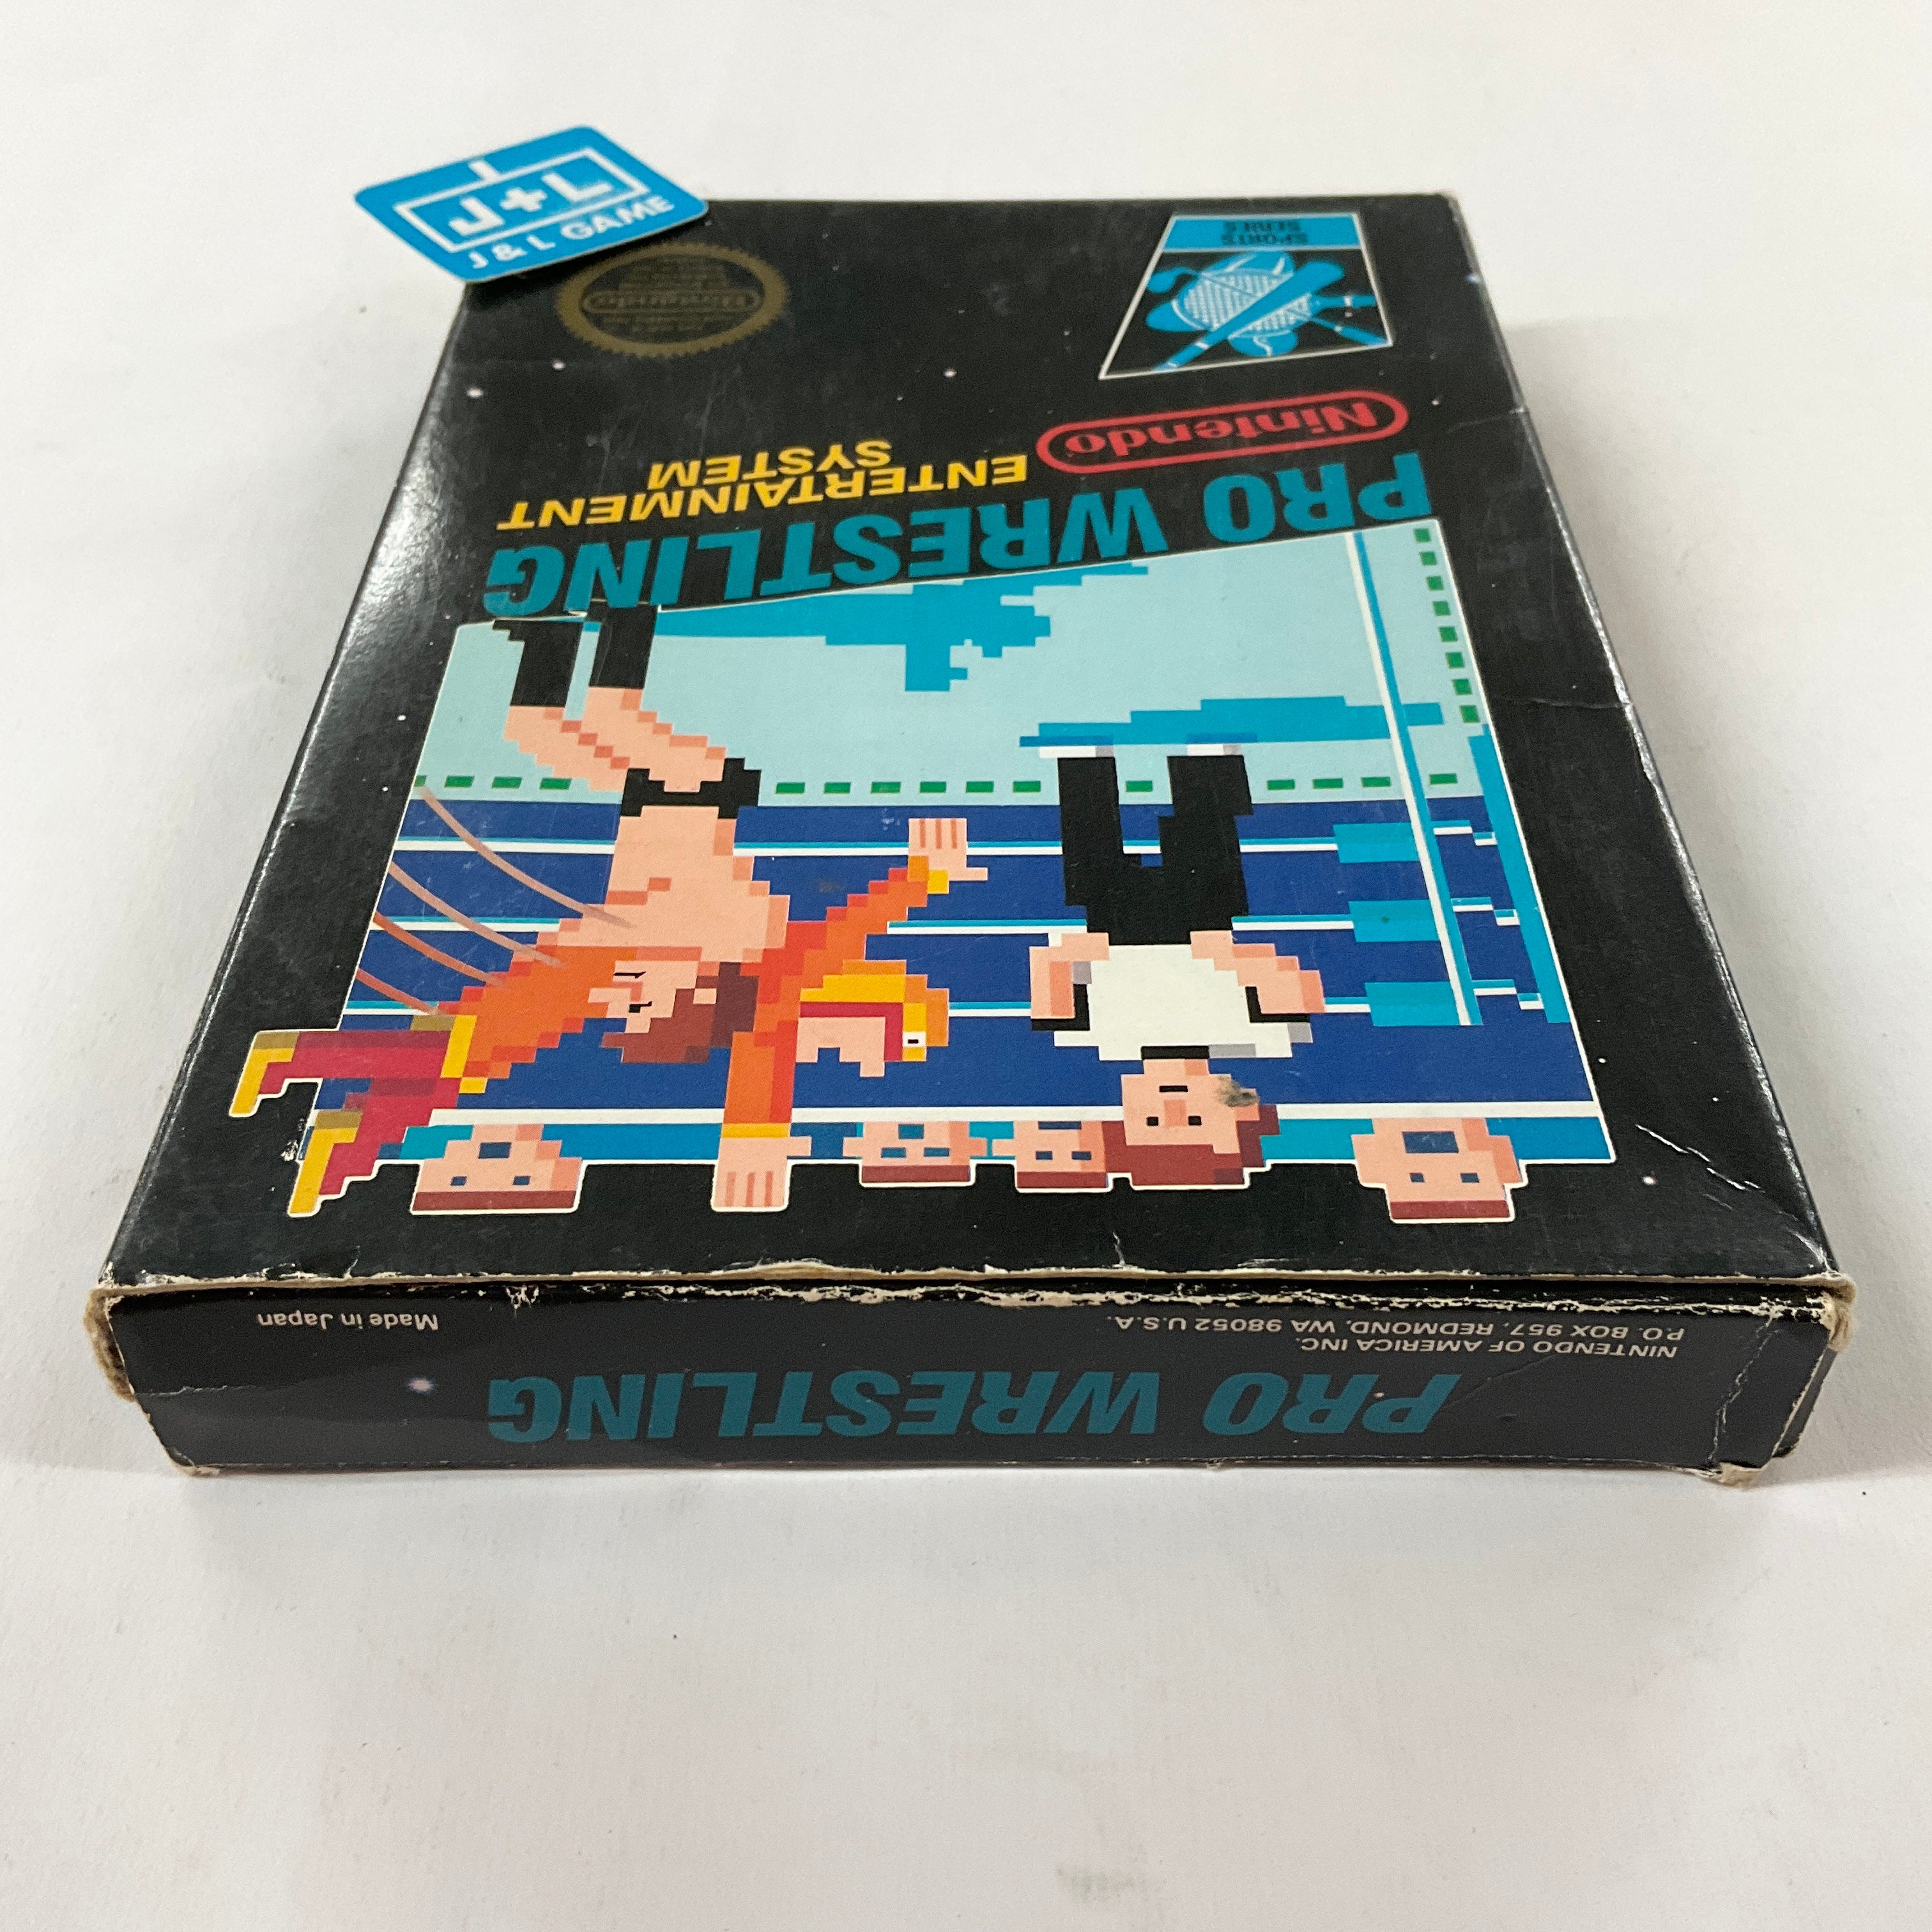 J+L
J & L GAME
SPORTS
SERIES
Nintendo
Nintendo
ENTERTAINMENT
SYSTEM
PRO WRESTLING
NINTENDO OF AMERICA INC.
P.O. BOX 957, REDMOND, WA 98052 U.S.A.
Made in Japan
PRO WRESTLING